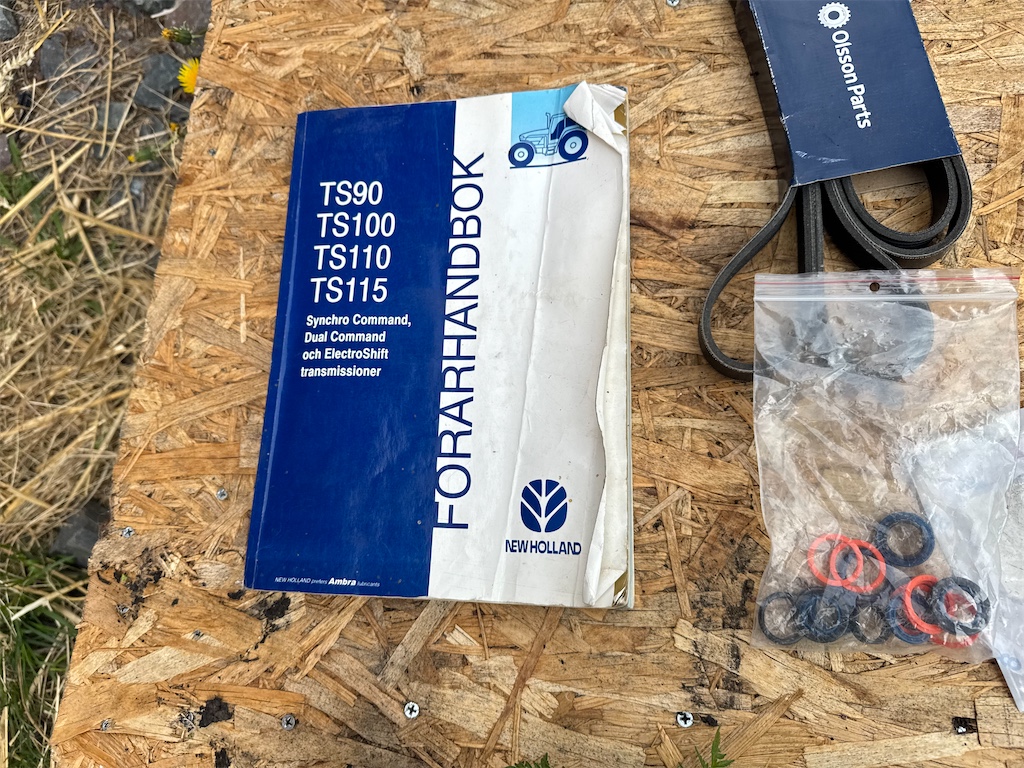 TS90
TS100
TS110
TS115
Synchro Command,
Dual Command
och ElectroShift
transmissioner
FORARHANDBOK
NEW HOLLAND
NEW HOLLAND prefers Ambra lubricants
Olsson Parts